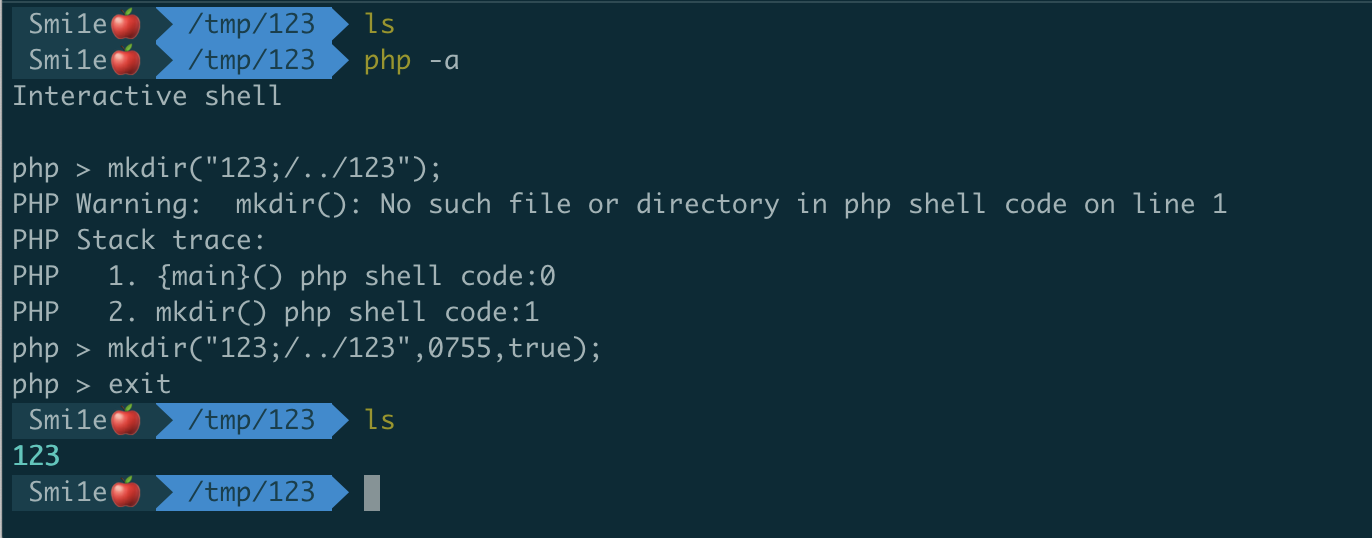 Smi1e🍎 /tmp/123 ls
Smi1e🍎 /tmp/123 php -a
Interactive shell
php > mkdir("123;/../123");
PHP Warning:  mkdir(): No such file or directory in php shell code on line 1
PHP Stack trace:
PHP   1. {main}() php shell code:0
PHP   2. mkdir() php shell code:1
php > mkdir("123;/../123",0755,true);
php > exit
Smi1e🍎 /tmp/123 ls
123
Smi1e🍎 /tmp/123